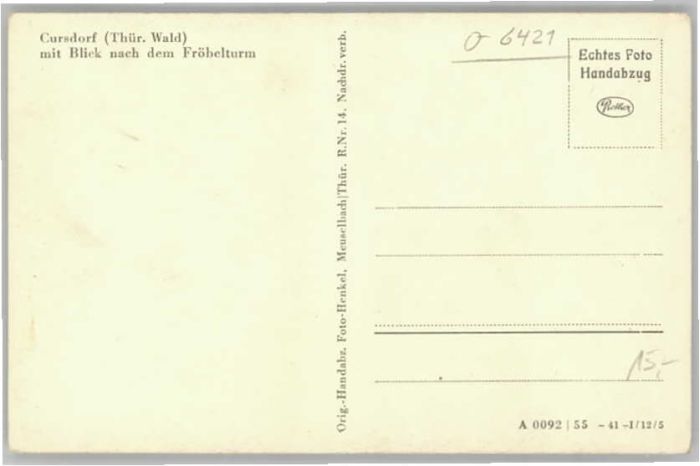 Cursdorf (Thür. Wald)
mit Blick nach dem Fröbelturm
Orig.-Handabz. Foto-Henkel, Meuselbach|Thür. R.Nr. 14. Nachdr. verb.
O 6421
Echtes Foto
Handabzug
15,-
A 0092 | 55 - 41 -I/12/5